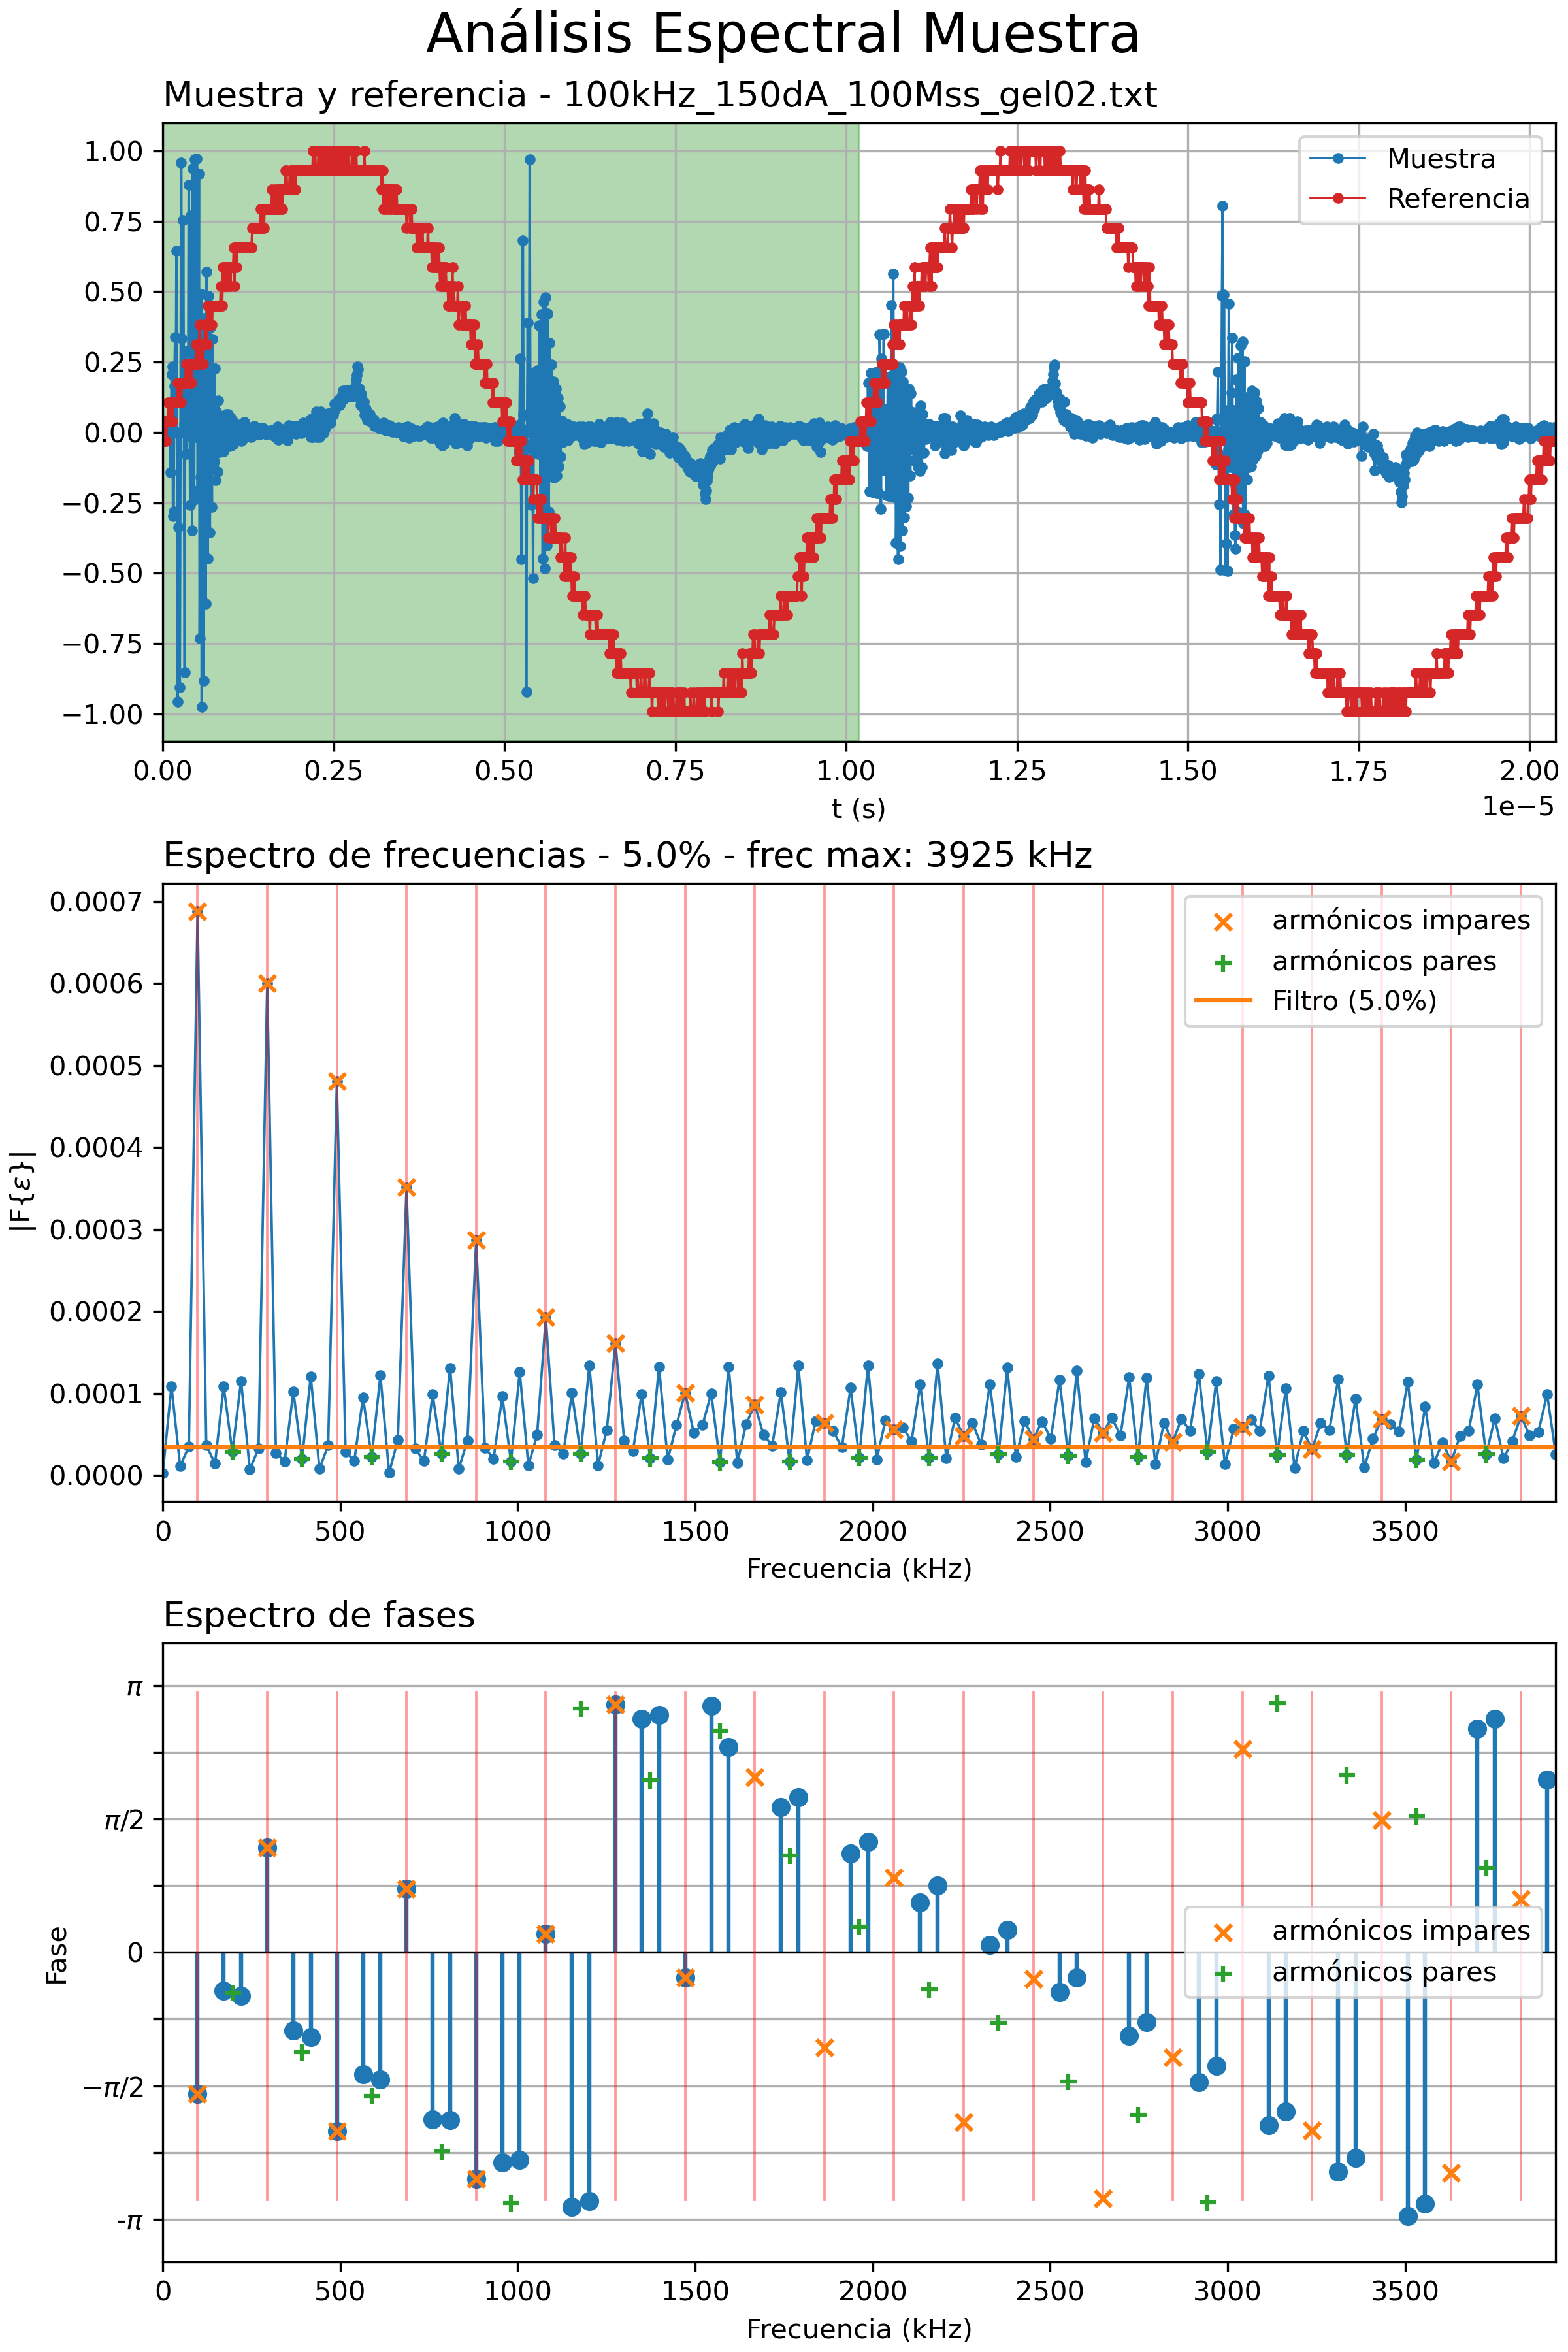 Análisis Espectral Muestra
Muestra y referencia - 100kHz_150dA_100Mss_gel02.txt
1.00
0.75
0.50
0.25
0.00
−0.25
−0.50
−0.75
−1.00
Muestra
Referencia
0.00 0.25 0.50 0.75 1.00 1.25 1.50 1.75 2.00
t (s)
1e−5
Espectro de frecuencias - 5.0% - frec max: 3925 kHz
0.0007
0.0006
0.0005
0.0004
0.0003
0.0002
0.0001
0.0000
|F{ε}|
armónicos impares
armónicos pares
Filtro (5.0%)
0 500 1000 1500 2000 2500 3000 3500
Frecuencia (kHz)
Espectro de fases
π
π/2
0
−π/2
-π
Fase
armónicos impares
armónicos pares
0 500 1000 1500 2000 2500 3000 3500
Frecuencia (kHz)